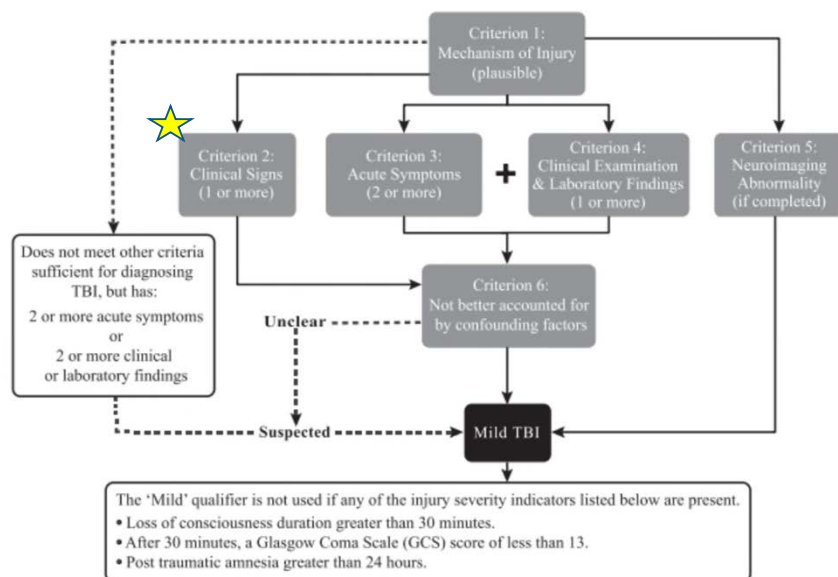 Criterion 1:
Mechanism of Injury
(plausible)
Criterion 2:
Clinical Signs
(1 or more)
Criterion 3:
Acute Symptoms
(2 or more)
+
Criterion 4:
Clinical Examination
& Laboratory Findings
(1 or more)
Criterion 5:
Neuroimaging
Abnormality
(if completed)
Does not meet other criteria
sufficient for diagnosing
TBI, but has:
2 or more acute symptoms
or
2 or more clinical
or laboratory findings
Criterion 6:
Not better accounted for
by confounding factors
Unclear
Suspected
Mild TBI
The ‘Mild’ qualifier is not used if any of the injury severity indicators listed below are present.
• Loss of consciousness duration greater than 30 minutes.
• After 30 minutes, a Glasgow Coma Scale (GCS) score of less than 13.
• Post traumatic amnesia greater than 24 hours.